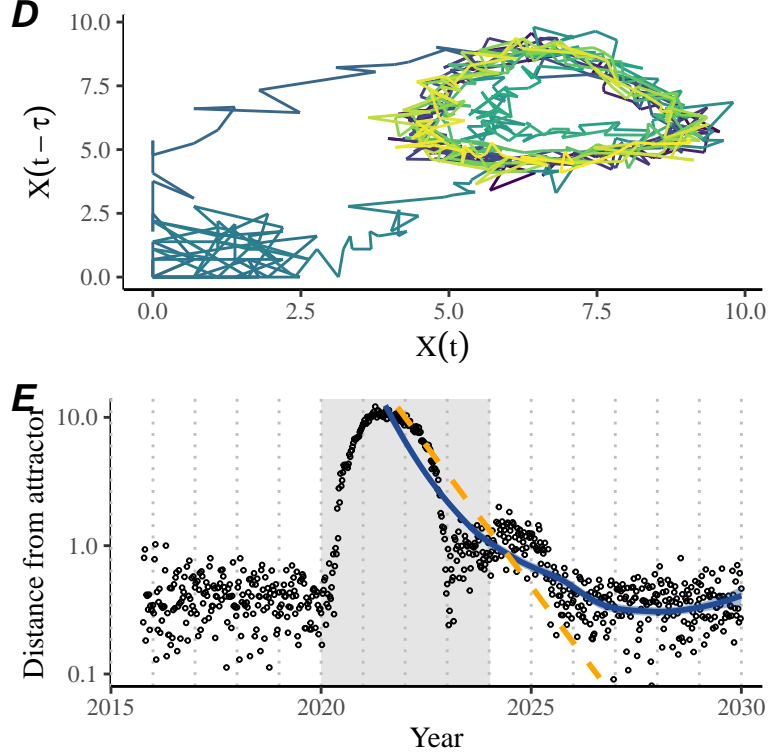 D
X(t − τ)
10.0
7.5
5.0
2.5
0.0
0.0 2.5 5.0 7.5 10.0
X(t)
E
Distance from attractor
10.0
1.0
0.1
2015 2020 2025 2030
Year